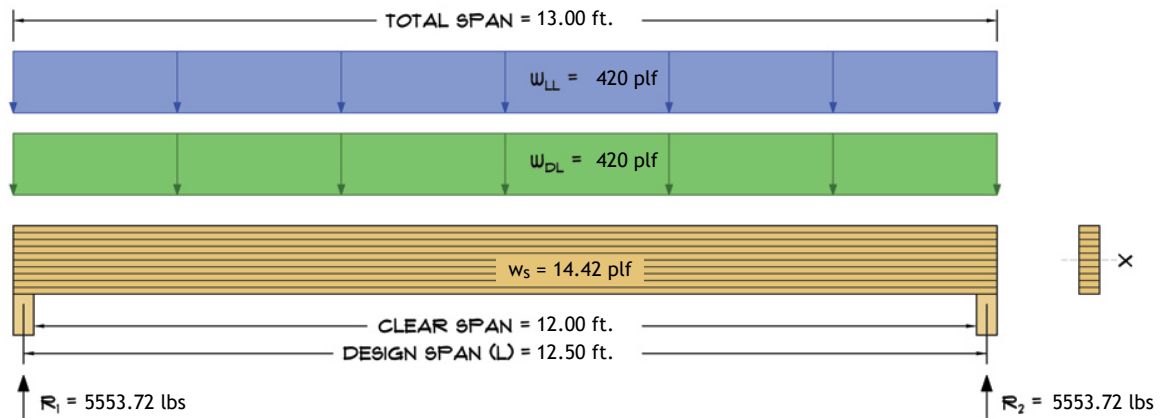 TOTAL SPAN = 13.00 ft.
wLL = 420 plf
wDL = 420 plf
ws = 14.42 plf
X
CLEAR SPAN = 12.00 ft.
DESIGN SPAN (L) = 12.50 ft.
R1 = 5553.72 lbs
R2 = 5553.72 lbs